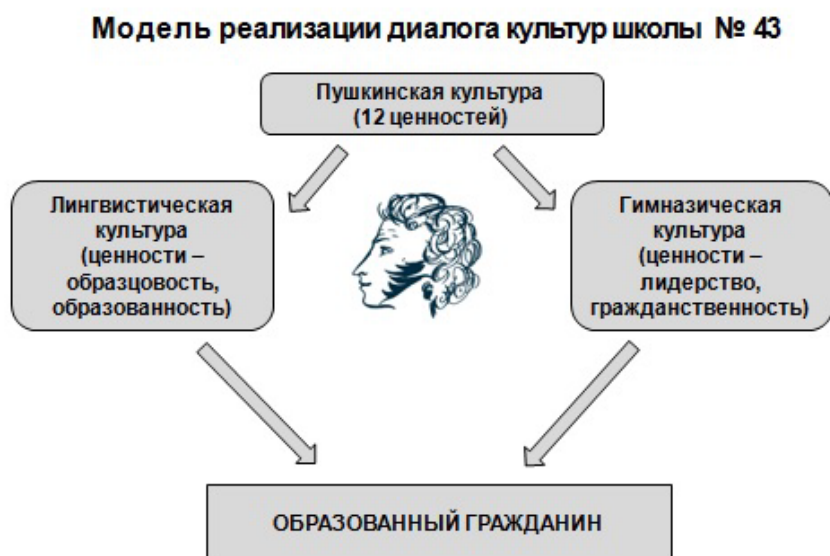 Модель реализации диалога культур школы № 43
Пушкинская культура
(12 ценностей)
Лингвистическая
культура
(ценности –
образцовость,
образованность)
Гимназическая
культура
(ценности –
лидерство,
гражданственность)
ОБРАЗОВАННЫЙ ГРАЖДАНИН